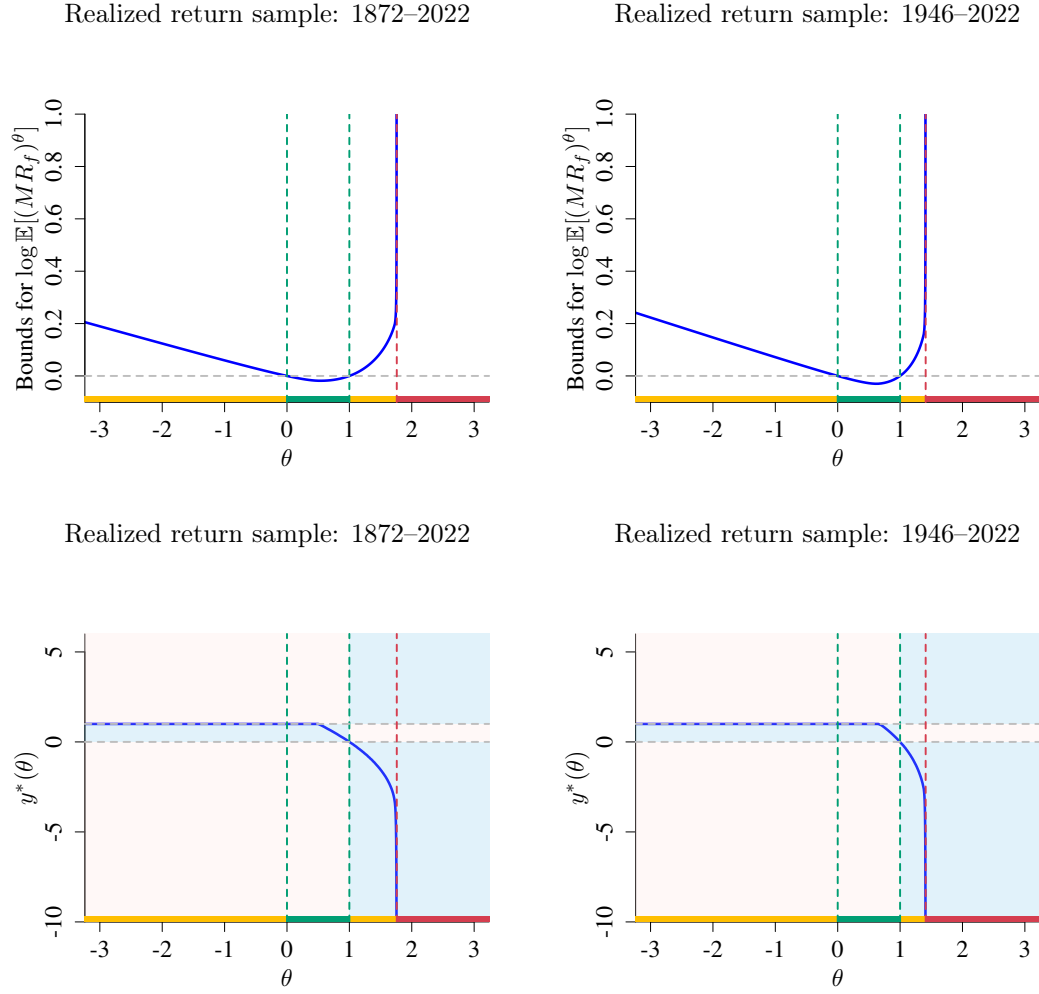 Realized return sample: 1872–2022
Bounds for log 𝔼[(MR_f)^θ]
1.0
0.8
0.6
0.4
0.2
0.0
-3 -2 -1 0 1 2 3
θ
Realized return sample: 1946–2022
Bounds for log 𝔼[(MR_f)^θ]
1.0
0.8
0.6
0.4
0.2
0.0
-3 -2 -1 0 1 2 3
θ
Realized return sample: 1872–2022
y*(θ)
5
0
-5
-10
-3 -2 -1 0 1 2 3
θ
Realized return sample: 1946–2022
y*(θ)
5
0
-5
-10
-3 -2 -1 0 1 2 3
θ